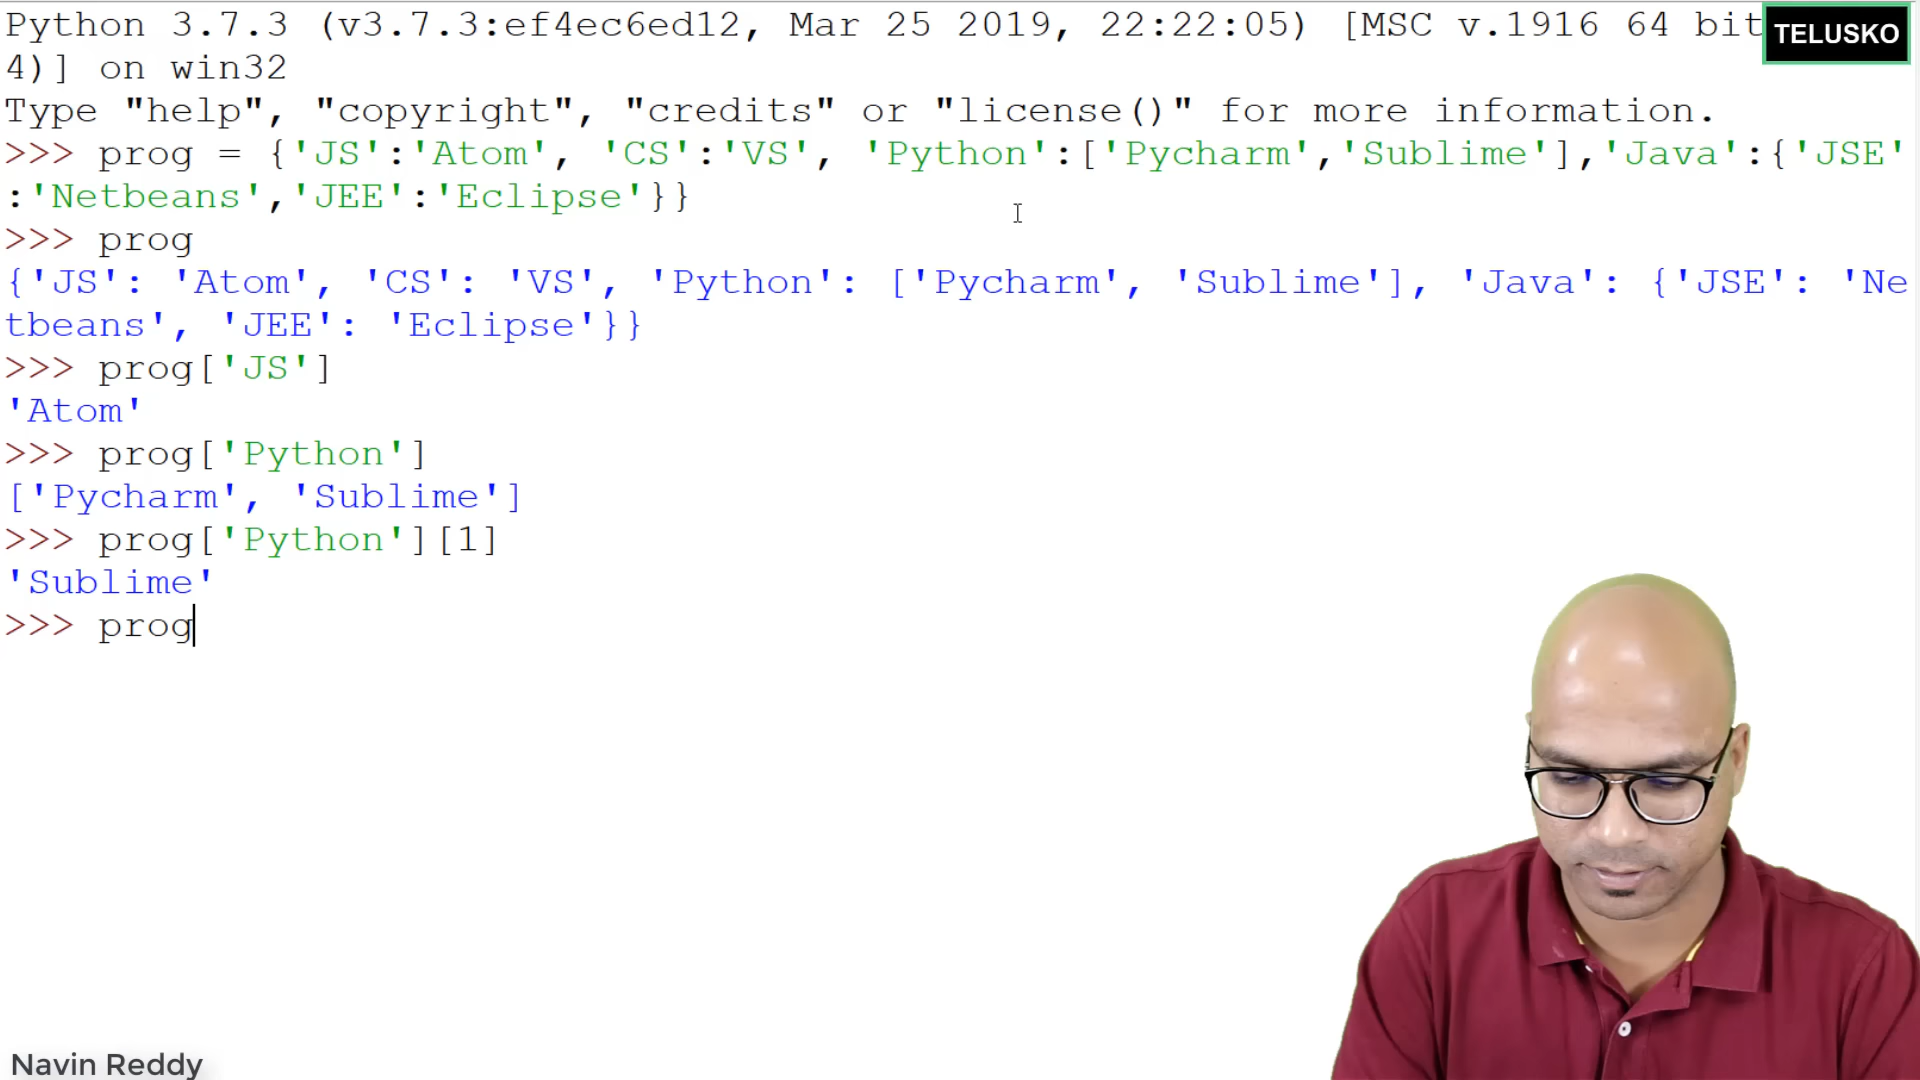 Python 3.7.3 (v3.7.3:ef4ec6ed12, Mar 25 2019, 22:22:05) [MSC v.1916 64 bit
TELUSKO
4)] on win32
Type "help", "copyright", "credits" or "license()" for more information.
>>> prog = {'JS':'Atom', 'CS':'VS', 'Python':['Pycharm','Sublime'],'Java':{'JSE'
:'Netbeans','JEE':'Eclipse'}}
>>> prog
{'JS': 'Atom', 'CS': 'VS', 'Python': ['Pycharm', 'Sublime'], 'Java': {'JSE': 'Ne
tbeans', 'JEE': 'Eclipse'}}
>>> prog['JS']
'Atom'
>>> prog['Python']
['Pycharm', 'Sublime']
>>> prog['Python'][1]
'Sublime'
>>> prog
Navin Reddy